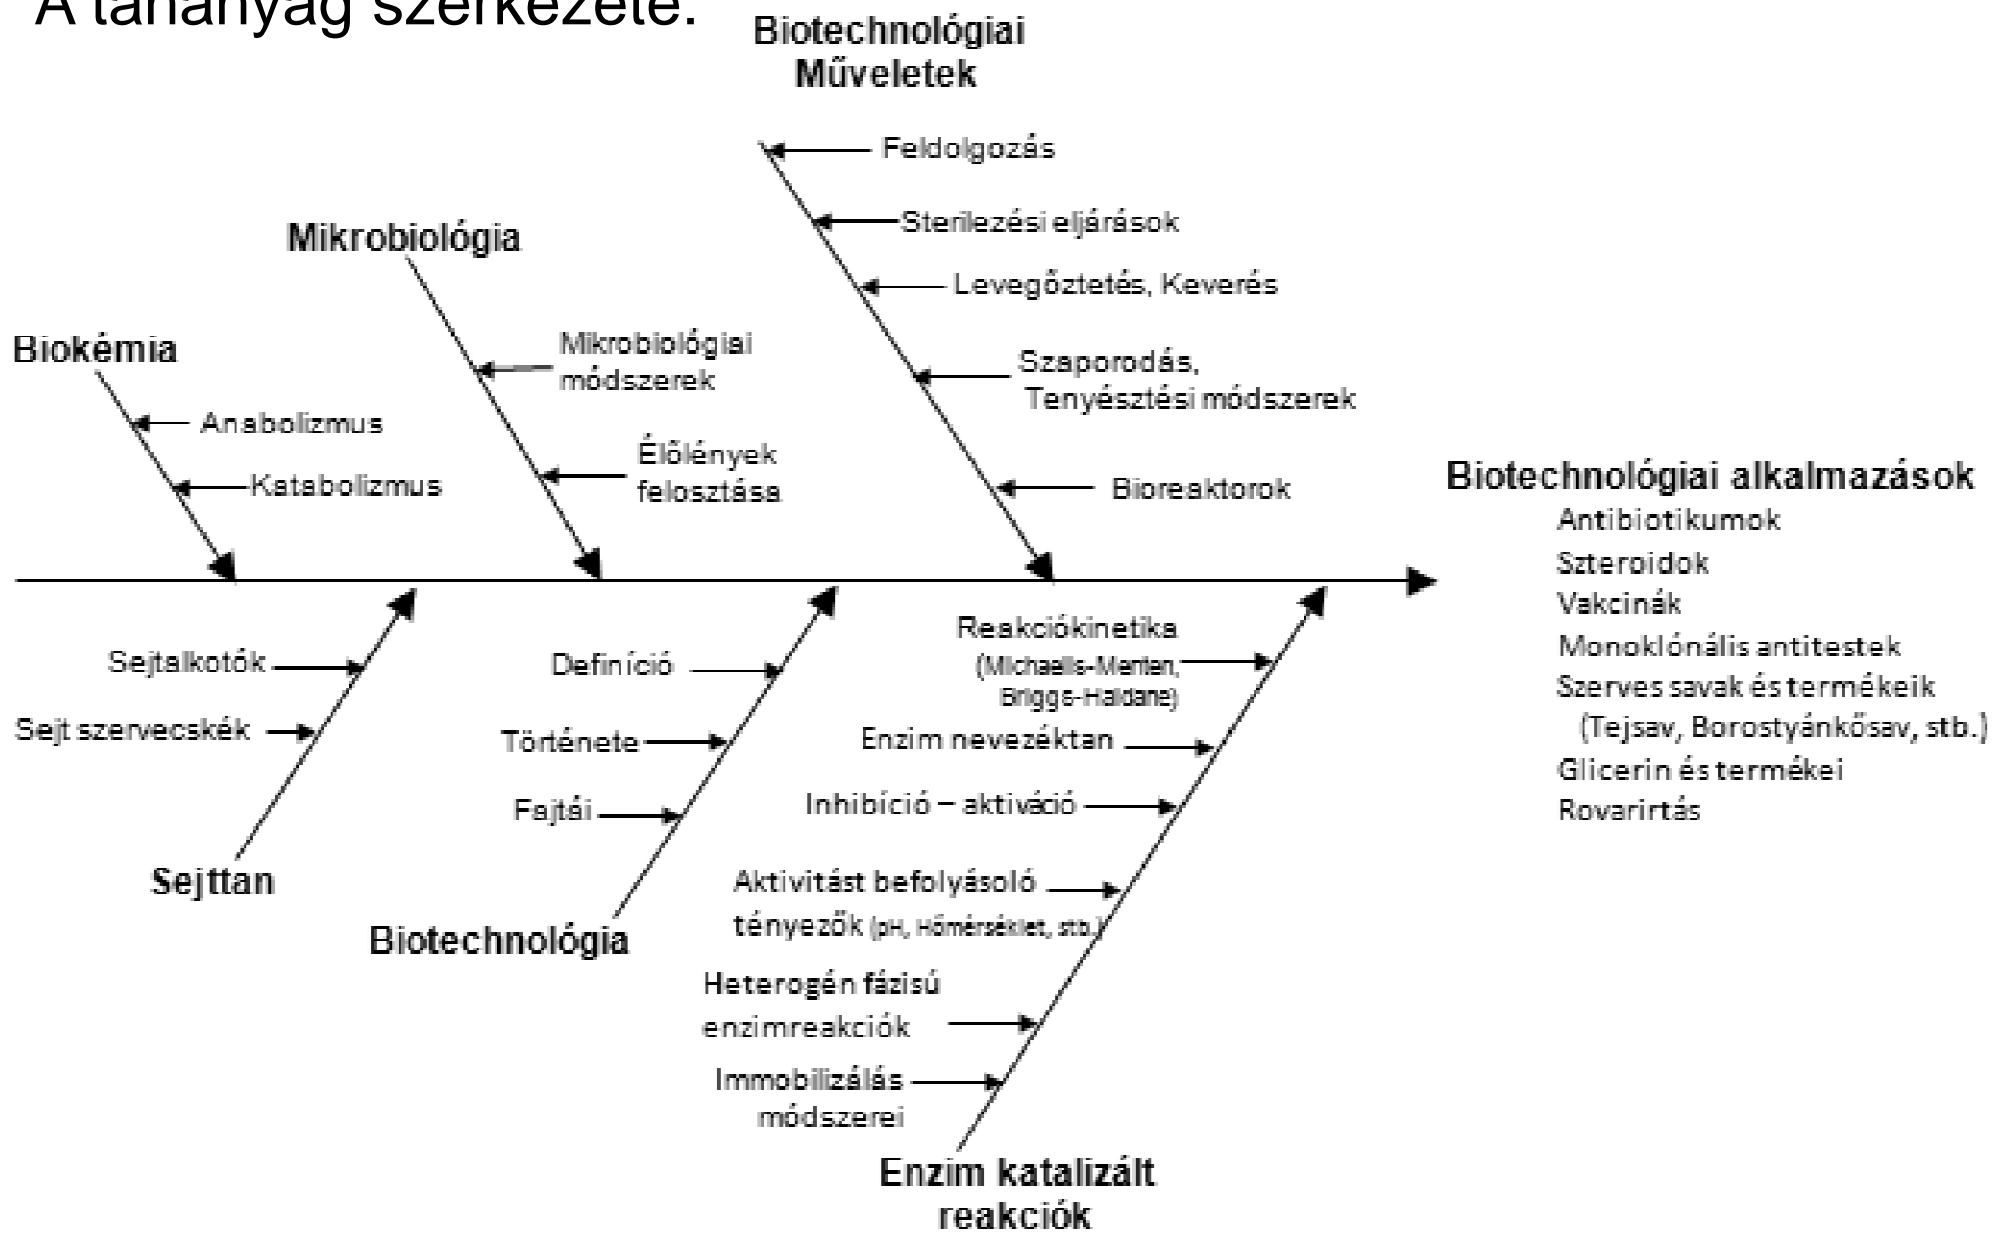 A tananyag szerkezete:
Biotechnológiai
Műveletek
Feldolgozás
Sterilezési eljárások
Levegőztetés, Keverés
Szaporodás,
Tenyésztési módszerek
Bioreaktorok
Mikrobiológia
Mikrobiológiai
módszerek
Élőlények
felosztása
Biokémia
Anabolizmus
Katabolizmus
Biotechnológiai alkalmazások
Antibiotikumok
Szteroidok
Vakcinák
Monoklónális antitestek
Szerves savak és termékeik
(Tejsav, Borostyánkősav, stb.)
Glicerin és termékei
Rovarirtás
Sejtalkotók
Sejt szervecskék
Sejttan
Definíció
Története
Fajtái
Biotechnológia
Reakciókinetika
(Michaelis-Menten,
Briggs-Haldane)
Enzim nevezéktan
Inhibíció – aktiváció
Aktivitást befolyásoló
tényezők (pH, Hőmérséklet, stb.)
Heterogén fázisú
enzimreakciók
Immobilizálás
módszerei
Enzim katalizált
reakciók